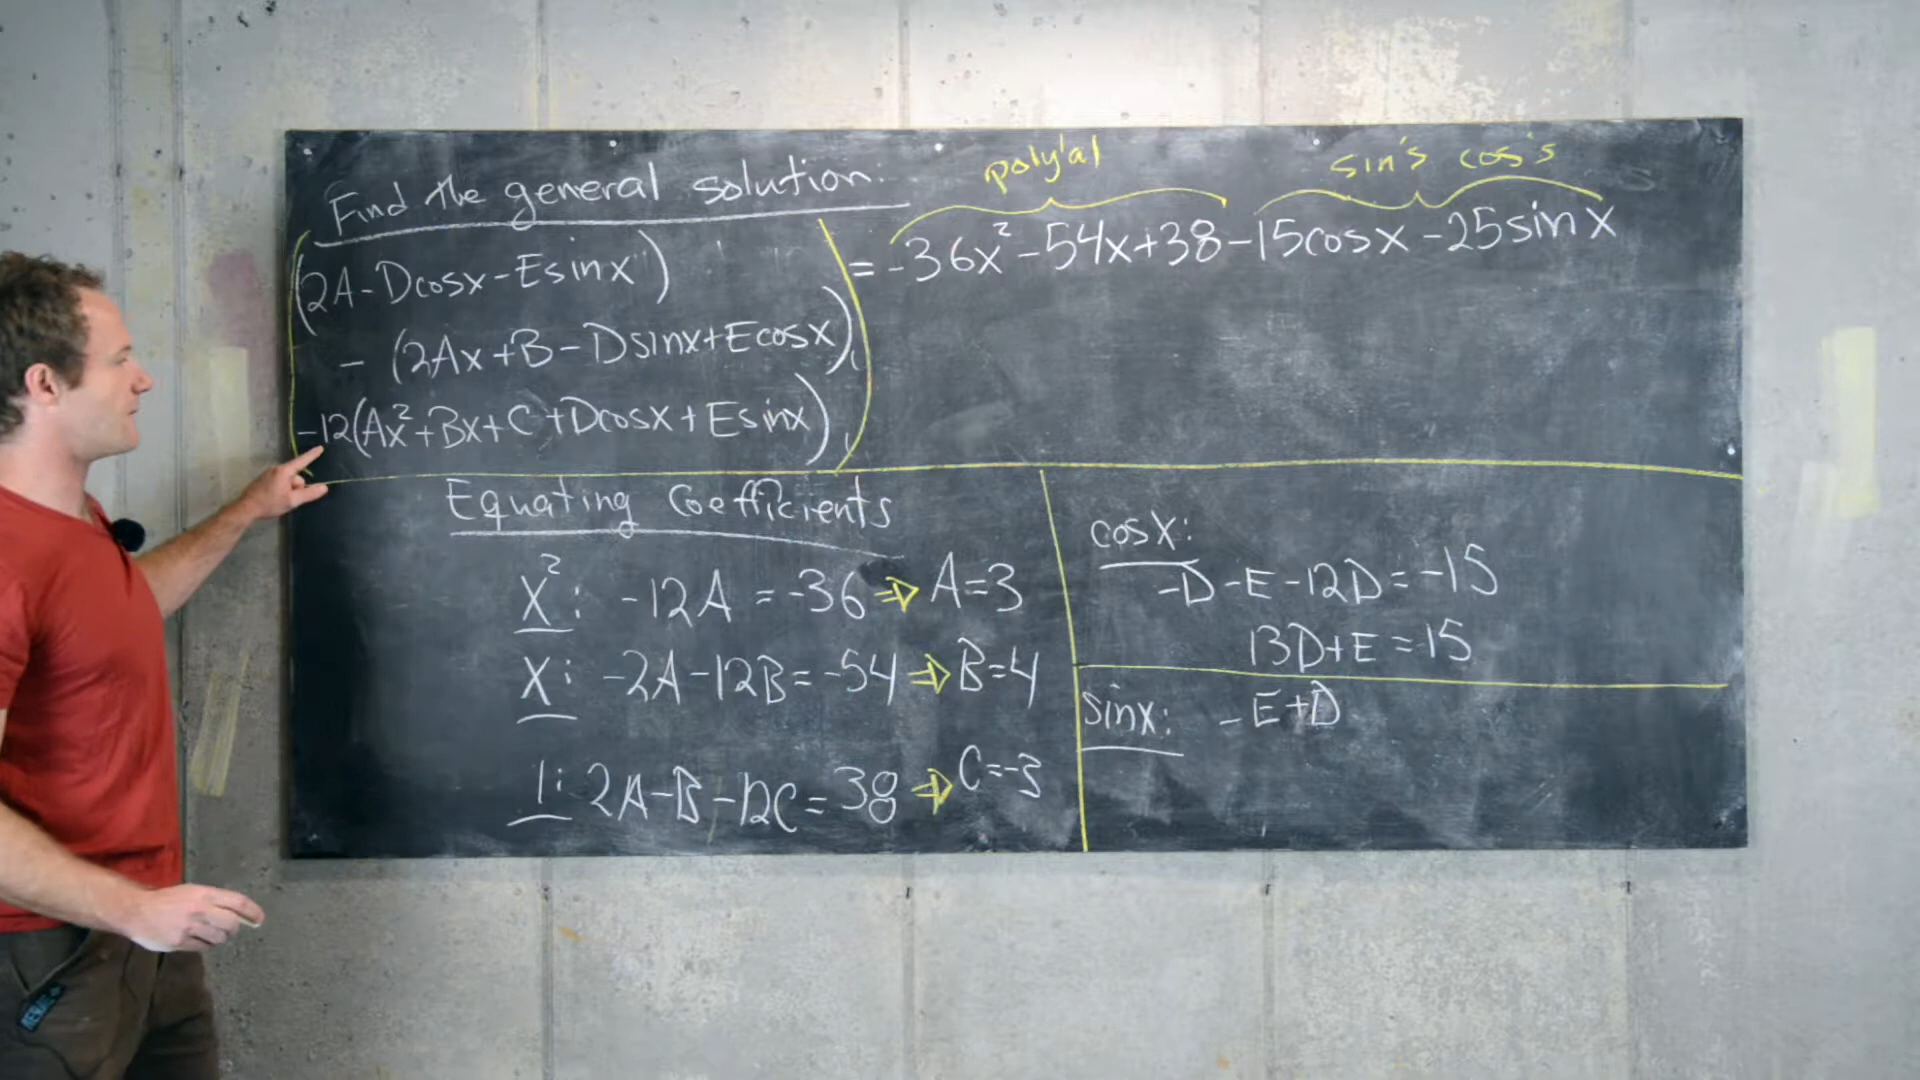 Find the general solution:
poly'al
sin's cos's
(2A-Dcosx-Esinx)
= -36x²-54x+38-15cosx-25sinx
- (2Ax+B-Dsinx+Ecosx)
-12(Ax²+Bx+C+Dcosx+Esinx)
Equating Coefficients
x²: -12A = -36 ⇒ A=3
x: -2A-12B=-54 ⇒ B=4
1: 2A-B-12C=38 ⇒ C=-3
cosx:
-D-E-12D=-15
13D+E=15
sinx: -E+D